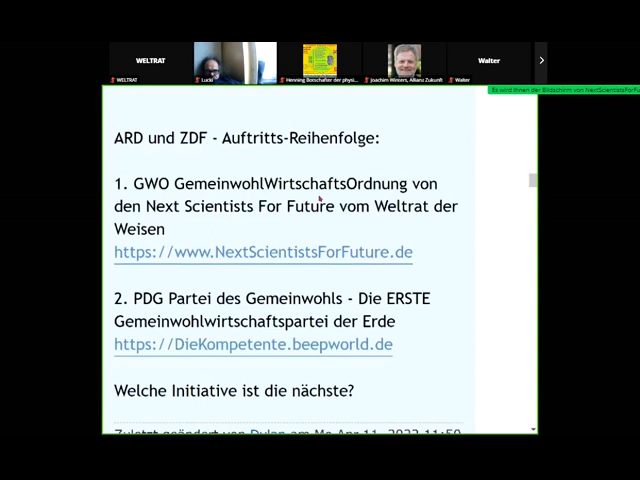 WELTRAT
Walter
WELTRAT
Lucki
Henning Botschafter der physi...
Joachim Winters, Allianz Zukunft
Walter
Es wird Ihnen der Bildschirm von NextScientistsForFu
ARD und ZDF - Auftritts-Reihenfolge:
1. GWO GemeinwohlWirtschaftsOrdnung von
den Next Scientists For Future vom Weltrat der
Weisen
https://www.NextScientistsForFuture.de
2. PDG Partei des Gemeinwohls - Die ERSTE
Gemeinwohlwirtschaftspartei der Erde
https://DieKompetente.beepworld.de
Welche Initiative ist die nächste?
Zuletzt geändert von Dylan am Mo Apr 11, 2022 11:50